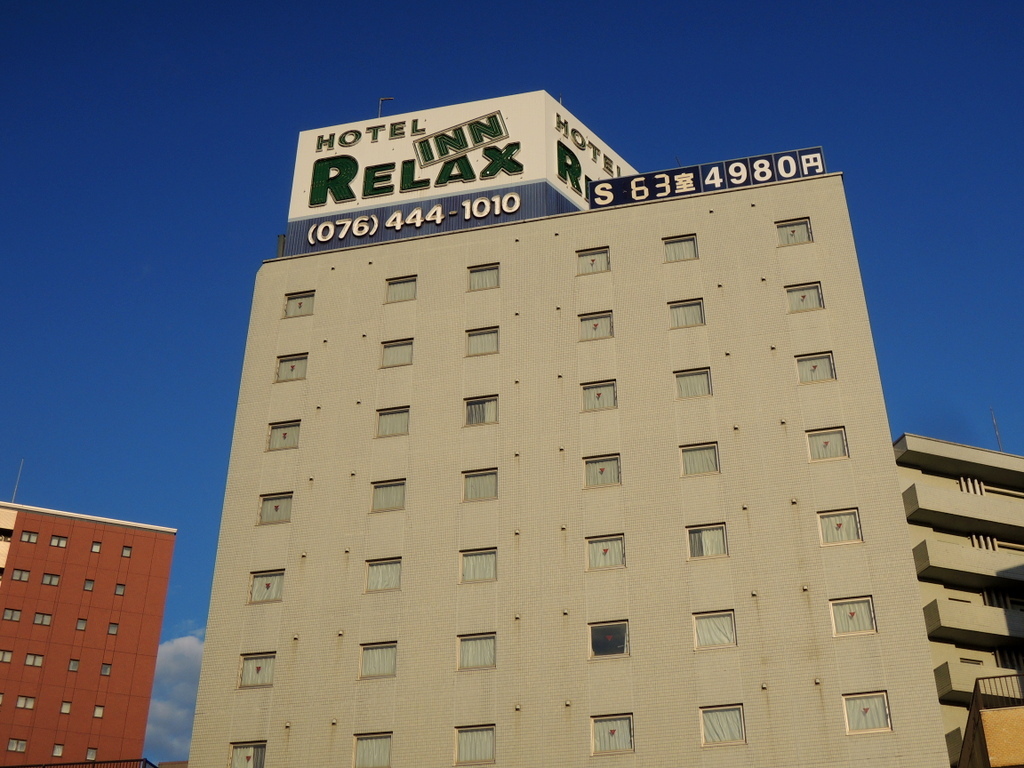 HOTEL
INN
RELAX
(076) 444-1010
HOTEL
R
S 63室 4980円